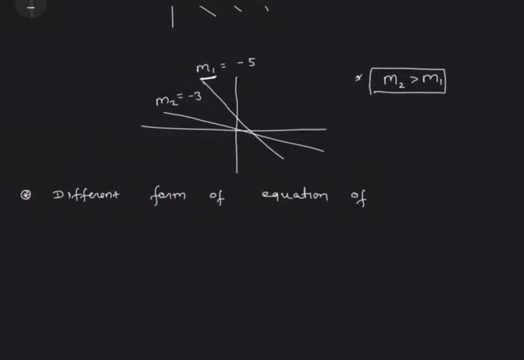 m₁ = -5
* m₂ > m₁
m₂ = -3
Different form of equation of